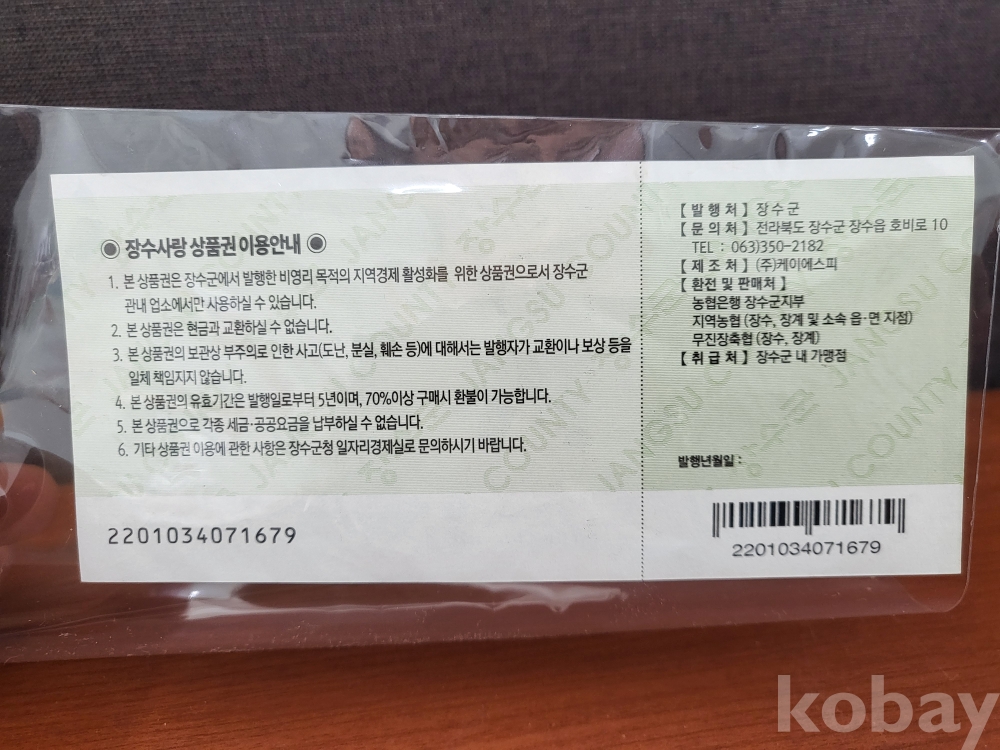 ◉ 장수사랑 상품권 이용안내 ◉
1. 본 상품권은 장수군에서 발행한 비영리 목적의 지역경제 활성화를 위한 상품권으로서 장수군
관내 업소에서만 사용하실 수 있습니다.
2. 본 상품권은 현금과 교환하실 수 없습니다.
3. 본 상품권의 보관상 부주의로 인한 사고(도난, 분실, 훼손 등)에 대해서는 발행자가 교환이나 보상 등을
일체 책임지지 않습니다.
4. 본 상품권의 유효기간은 발행일로부터 5년이며, 70%이상 구매시 환불이 가능합니다.
5. 본 상품권으로 각종 세금·공공요금을 납부하실 수 없습니다.
6. 기타 상품권 이용에 관한 사항은 장수군청 일자리경제실로 문의하시기 바랍니다.
2201034071679
【 발 행 처 】 장수군
【 문 의 처 】 전라북도 장수군 장수읍 호비로 10
TEL : 063)350-2182
【 제 조 처 】 (주)케이에스피
【 환전 및 판매처 】
농협은행 장수군지부
지역농협 (장수, 장계 및 소속 읍·면 지점)
무진장축협 (장수, 장계)
【 취 급 처 】 장수군 내 가맹점
발행년월일 :
2201034071679
장수군
JANGSU COUNTY
kobay